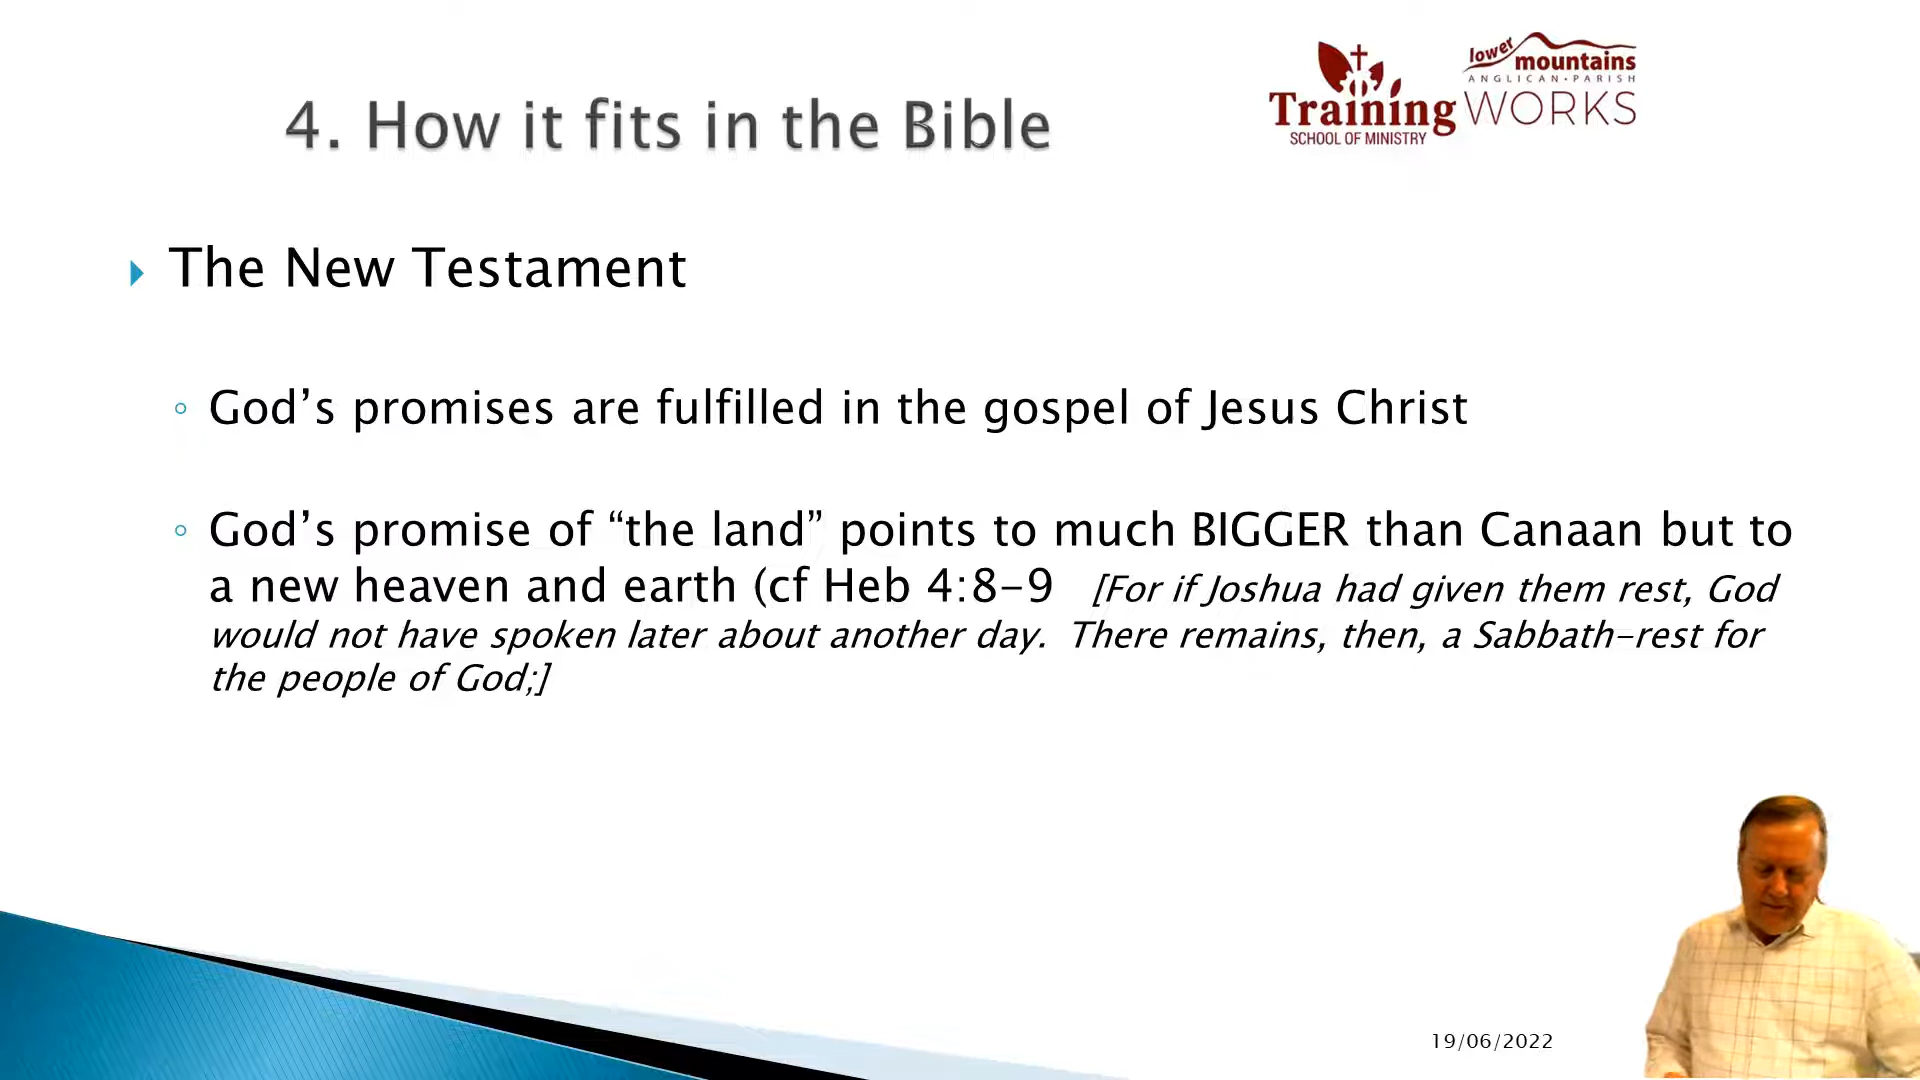 4. How it fits in the Bible
lower
mountains
ANGLICAN•PARISH
Training WORKS
SCHOOL OF MINISTRY
The New Testament
God’s promises are fulfilled in the gospel of Jesus Christ
God’s promise of “the land” points to much BIGGER than Canaan but to
a new heaven and earth (cf Heb 4:8-9 [For if Joshua had given them rest, God
would not have spoken later about another day. There remains, then, a Sabbath-rest for
the people of God;]
19/06/2022